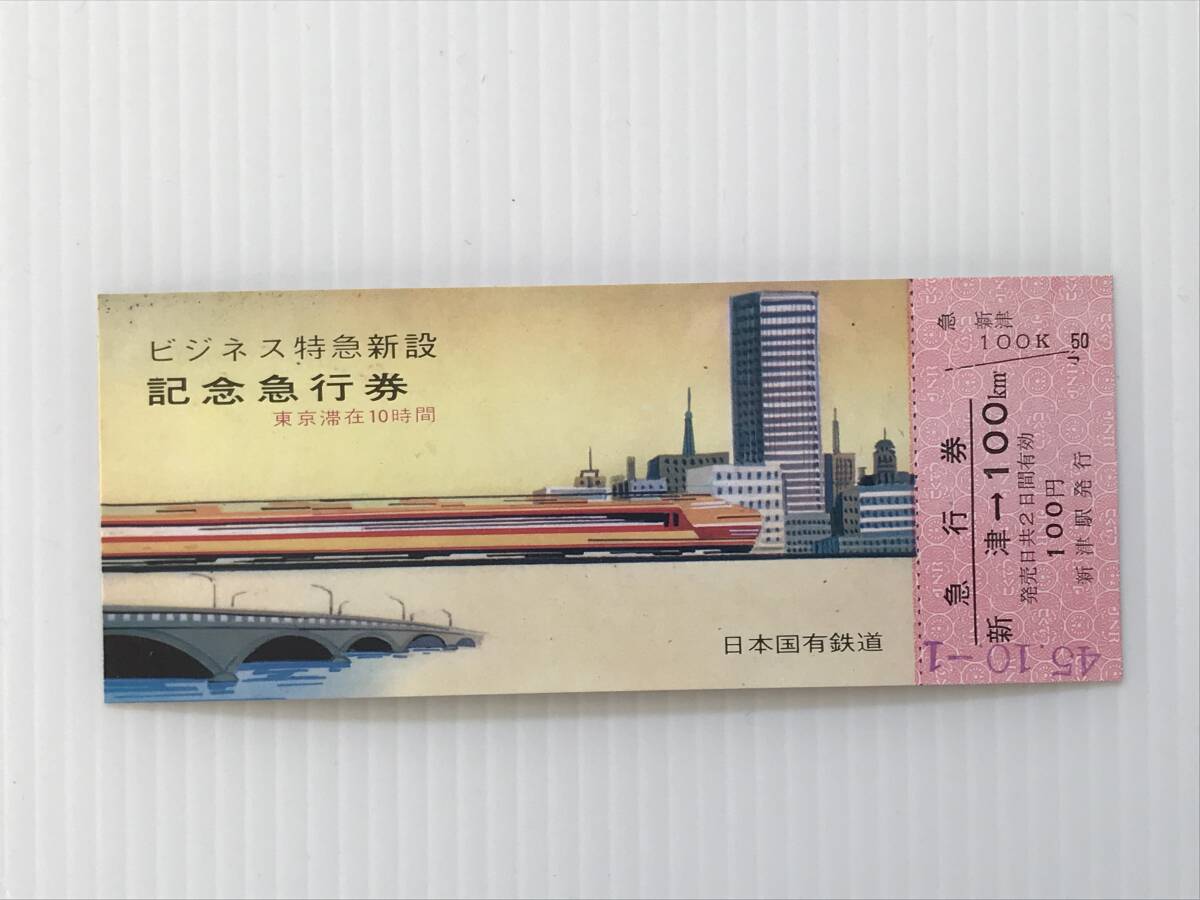 ビジネス特急新設
記念急行券
東京滞在10時間
日本国有鉄道
急 新津
100K
小 50
急行券
新津→100km
発売日共2日間有効
100円
新津駅発行
45.10.-1